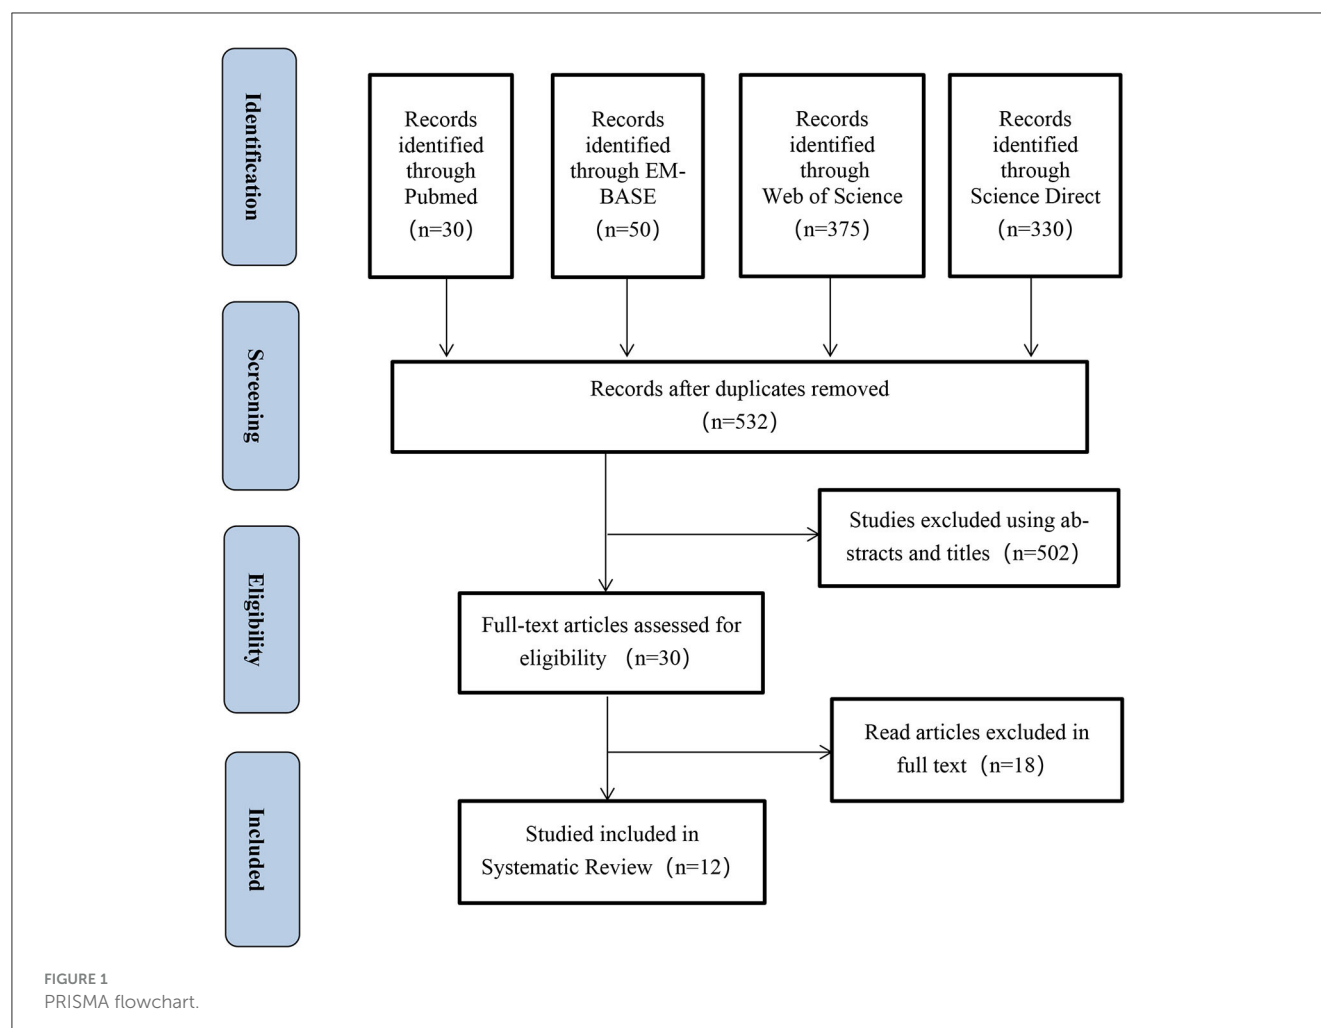 Identification
Records
identified
through
Pubmed
（n=30）
Records
identified
through EM-
BASE
（n=50）
Records
identified
through
Web of Science
（n=375）
Records
identified
through
Science Direct
（n=330）
Screening
Records after duplicates removed
（n=532）
Studies excluded using ab-
stracts and titles（n=502）
Eligibility
Full-text articles assessed for
eligibility （n=30）
Read articles excluded in
full text（n=18）
Included
Studied included in
Systematic Review（n=12）
FIGURE 1
PRISMA flowchart.